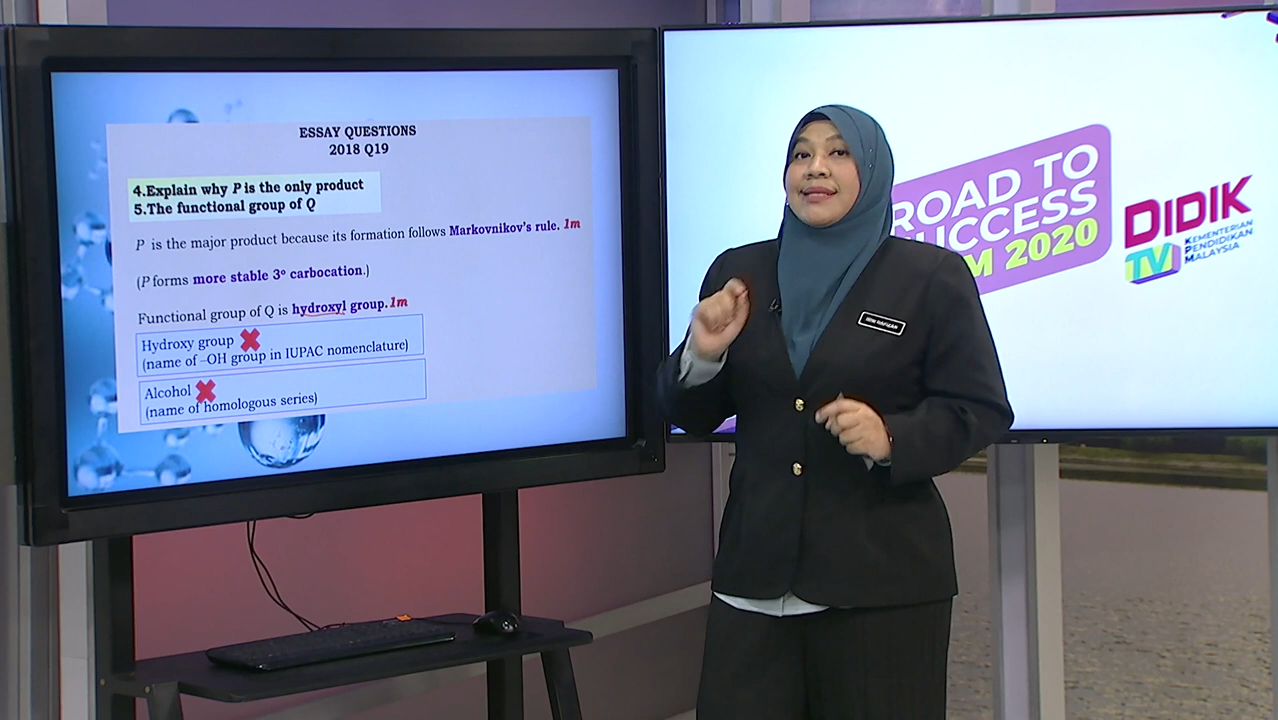 ESSAY QUESTIONS
2018 Q19
4.Explain why P is the only product
5.The functional group of Q
P is the major product because its formation follows Markovnikov's rule. 1m
(P forms more stable 3º carbocation.)
Functional group of Q is hydroxyl group.1m
Hydroxy group
(name of –OH group in IUPAC nomenclature)
Alcohol
(name of homologous series)
ROAD TO
UCCESS
M 2020
DIDIK
TV
KEMENTERIAN
PENDIDIKAN
MALAYSIA